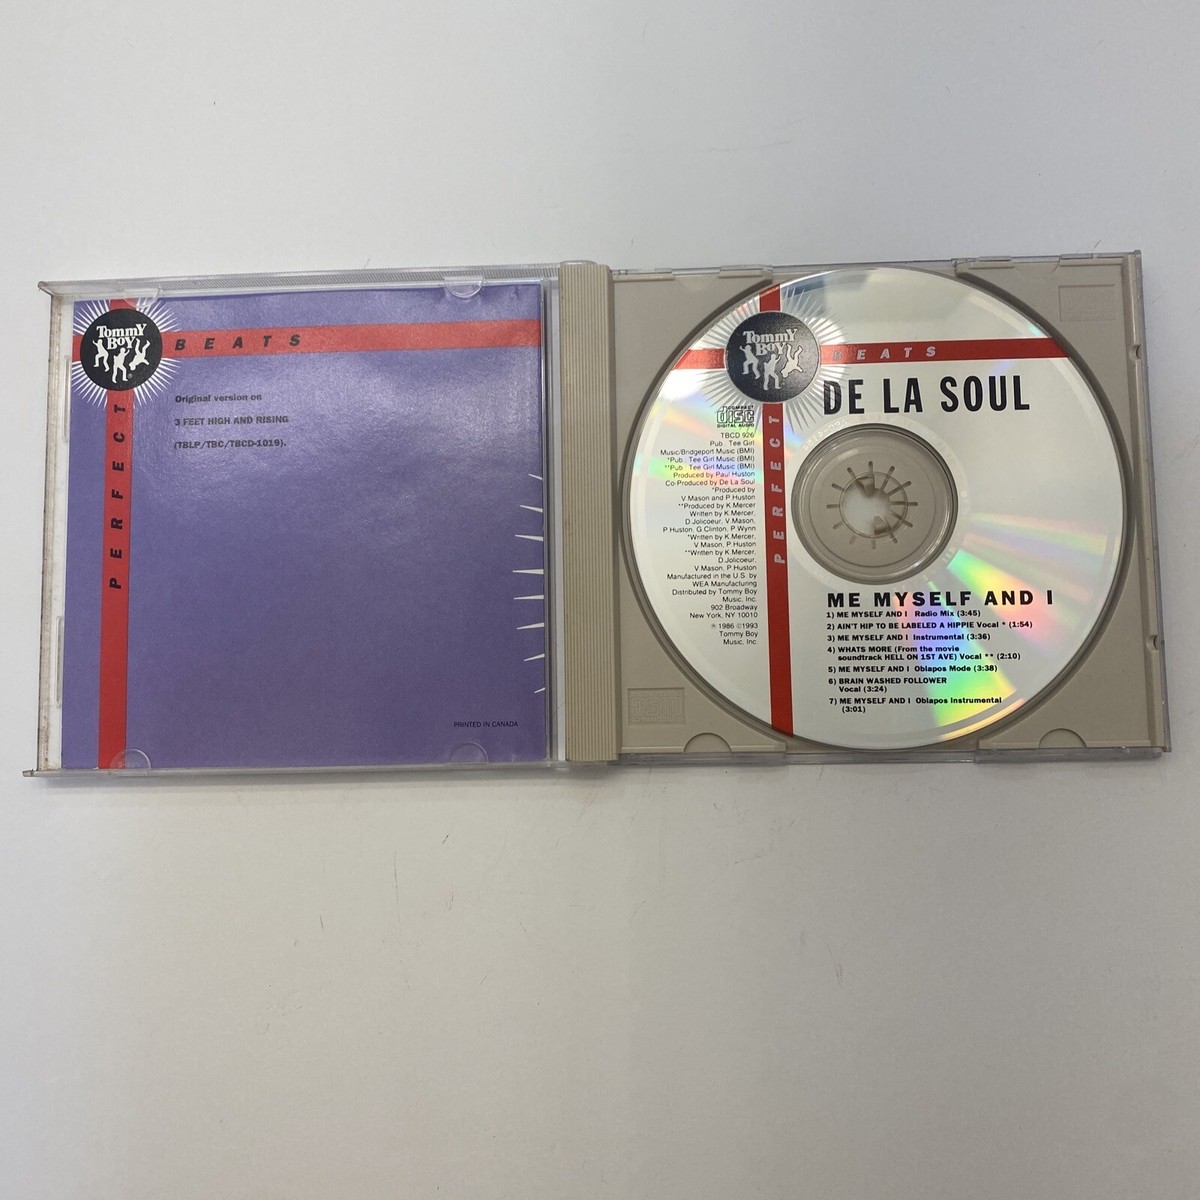 Tommy
Boy
BEATS
PERFECT
Original version on
3 FEET HIGH AND RISING
(TBLP/TBC/TBCD-1019).
PRINTED IN CANADA
Tommy
Boy
BEATS
PERFECT
DE LA SOUL
COMPACT
disc
DIGITAL AUDIO
TBCD 926
Pub. Tee Girl
Music/Bridgeport Music (BMI)
*Pub. Tee Girl Music (BMI)
**Pub. Tee Girl Music (BMI)
Produced by Paul Huston
Co-Produced by De La Soul
*Produced by
V.Mason and P.Huston
**Produced by K.Mercer
Written by K.Mercer,
D.Jolicoeur, V.Mason,
P.Huston, G.Clinton, P.Wynn
*Written by K.Mercer,
V.Mason, P.Huston
**Written by K.Mercer,
D.Jolicoeur,
V.Mason, P.Huston
Manufactured in the U.S. by
WEA Manufacturing
Distributed by Tommy Boy
Music, Inc.
902 Broadway
New York, NY 10010
℗ 1986 ©1993
Tommy Boy
Music, Inc.
ME MYSELF AND I
1) ME MYSELF AND I Radio Mix (3:45)
2) AIN'T HIP TO BE LABELED A HIPPIE Vocal * (1:54)
3) ME MYSELF AND I Instrumental (3:36)
4) WHATS MORE (From the movie
soundtrack HELL ON 1ST AVE) Vocal ** (2:10)
5) ME MYSELF AND I Oblapos Mode (3:38)
6) BRAIN WASHED FOLLOWER
Vocal (3:24)
7) ME MYSELF AND I Oblapos Instrumental
(3:01)